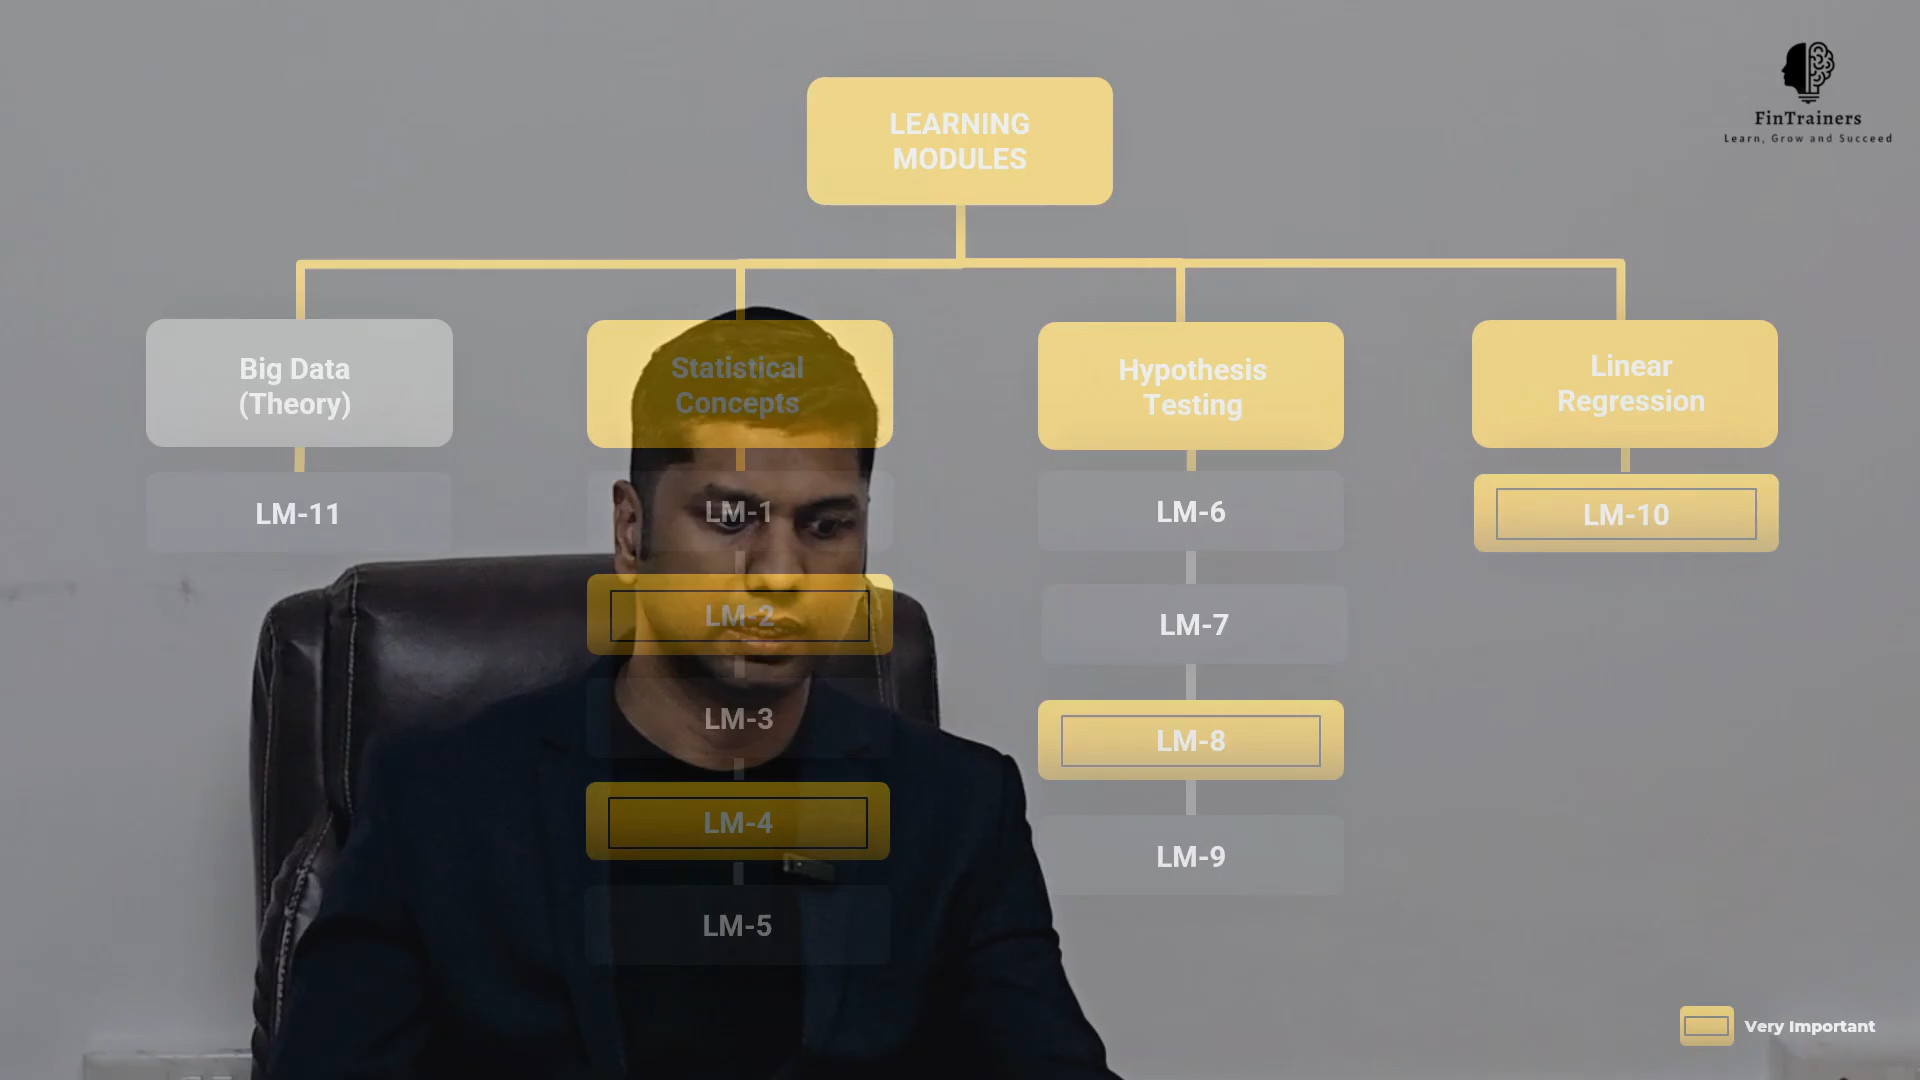 LEARNING
MODULES
FinTrainers
Learn, Grow and Succeed
Big Data
(Theory)
Statistical
Concepts
Hypothesis
Testing
Linear
Regression
LM-11
LM-1
LM-6
LM-10
LM-2
LM-7
LM-3
LM-8
LM-4
LM-9
LM-5
Very Important